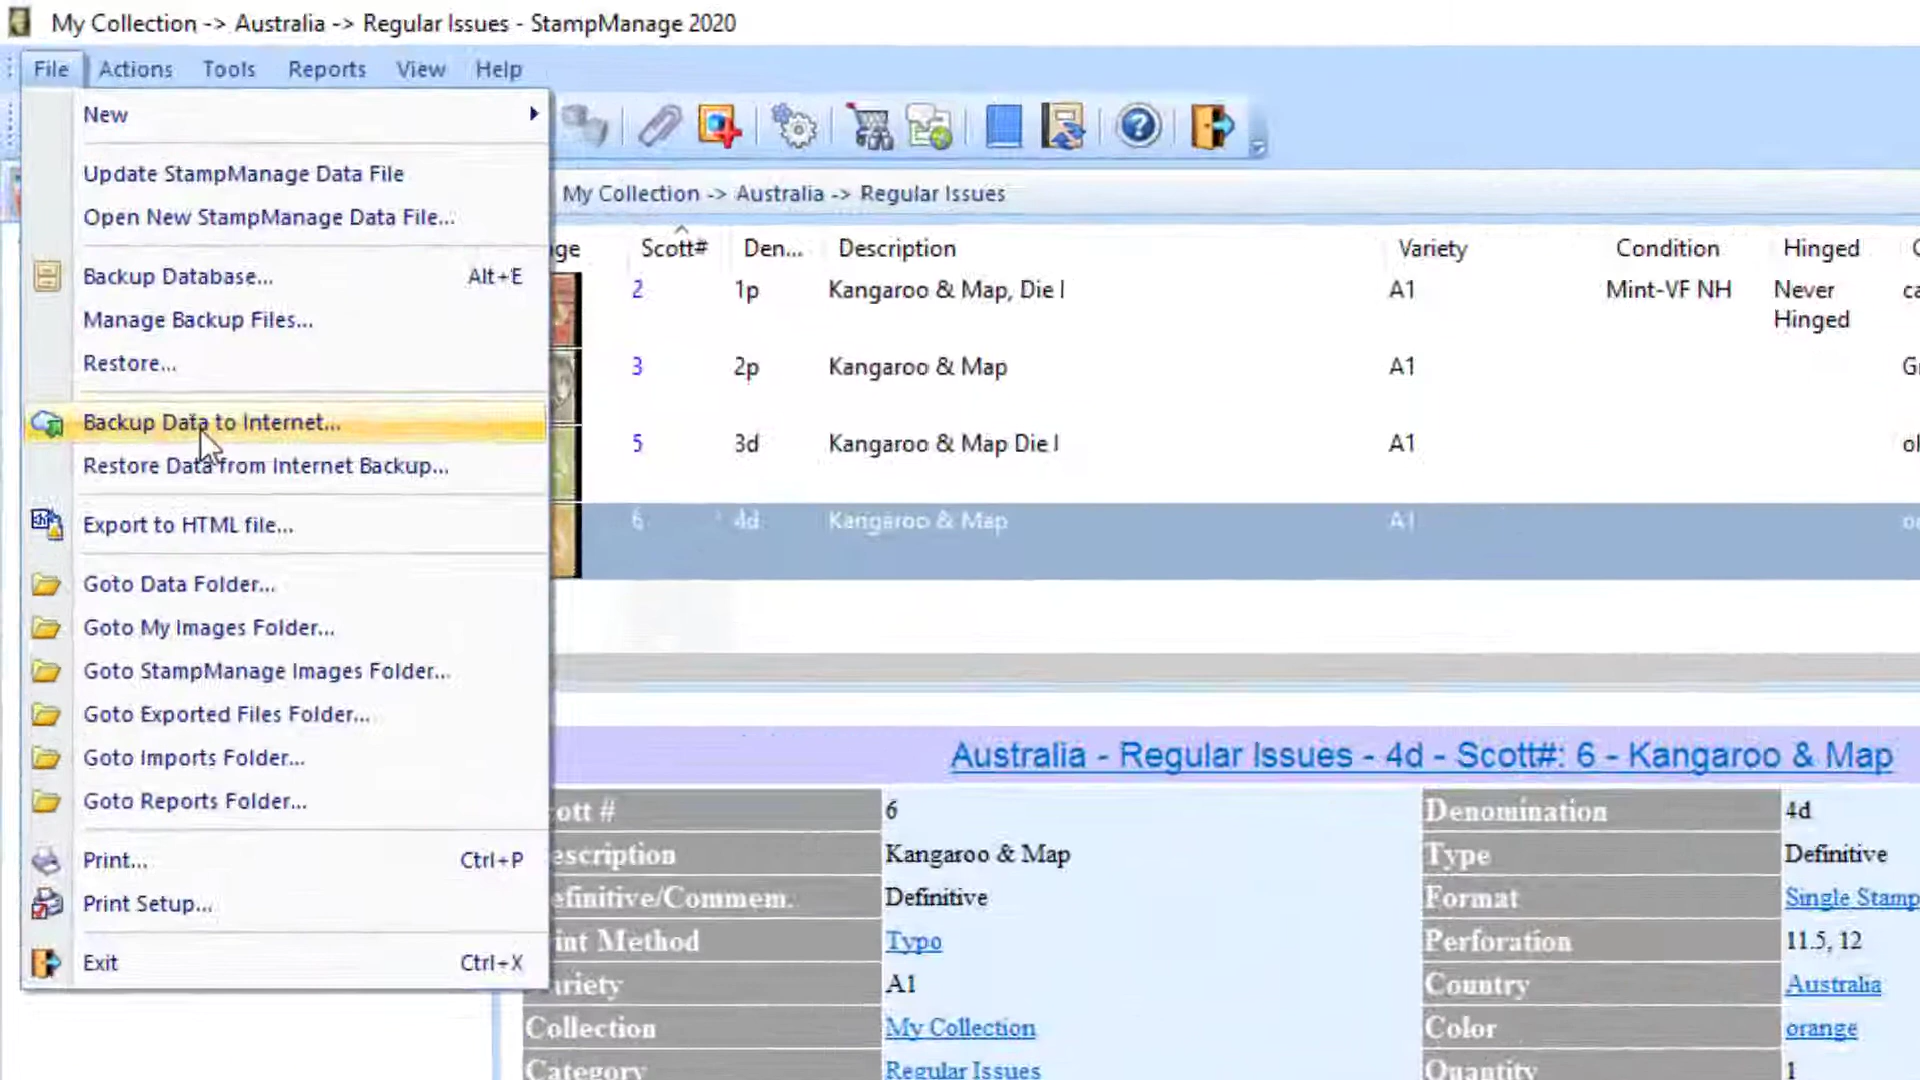 My Collection -> Australia -> Regular Issues - StampManage 2020
File Actions Tools Reports View Help
New
Update StampManage Data File
Open New StampManage Data File...
Backup Database... Alt+E
Manage Backup Files...
Restore...
Backup Data to Internet...
Restore Data from Internet Backup...
Export to HTML file...
Goto Data Folder...
Goto My Images Folder...
Goto StampManage Images Folder...
Goto Exported Files Folder...
Goto Imports Folder...
Goto Reports Folder...
Print... Ctrl+P
Print Setup...
Exit Ctrl+X
My Collection -> Australia -> Regular Issues
Scott# Den... Description Variety Condition Hinged
2 1p Kangaroo & Map, Die I A1 Mint-VF NH Never Hinged
3 2p Kangaroo & Map A1
5 3d Kangaroo & Map Die I A1
6 4d Kangaroo & Map A1
Australia - Regular Issues - 4d - Scott#: 6 - Kangaroo & Map
ott # 6 Denomination 4d
escription Kangaroo & Map Type Definitive
efinitive/Commem. Definitive Format Single Stamp
int Method Typo Perforation 11.5, 12
riety A1 Country Australia
Collection My Collection Color orange
Category Regular Issues Quantity 1